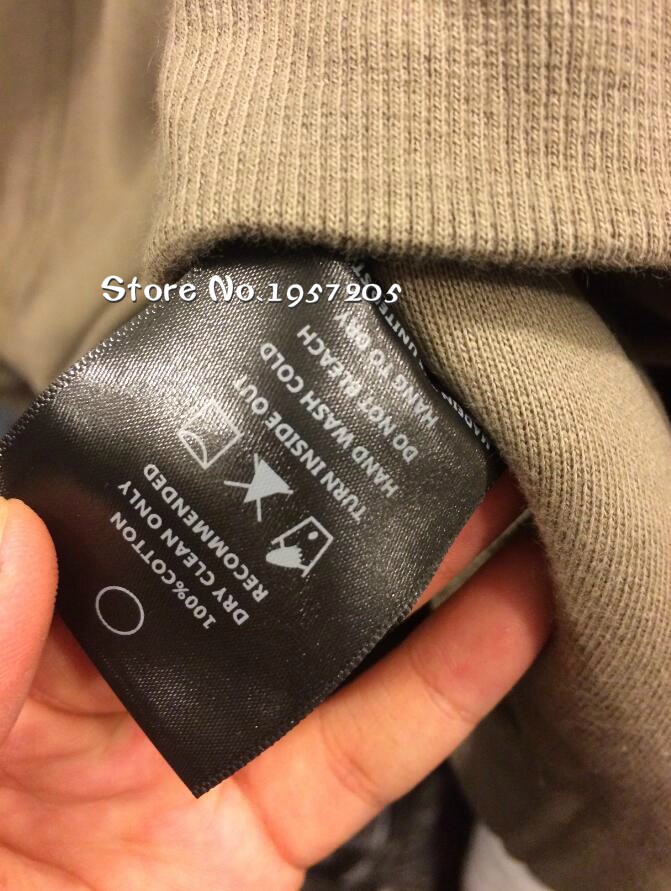 Store No.1957205
100%COTTON
DRY CLEAN ONLY
RECOMMENDED
TURN INSIDE OUT
HAND WASH COLD
DO NOT BLEACH
HANG TO DRY